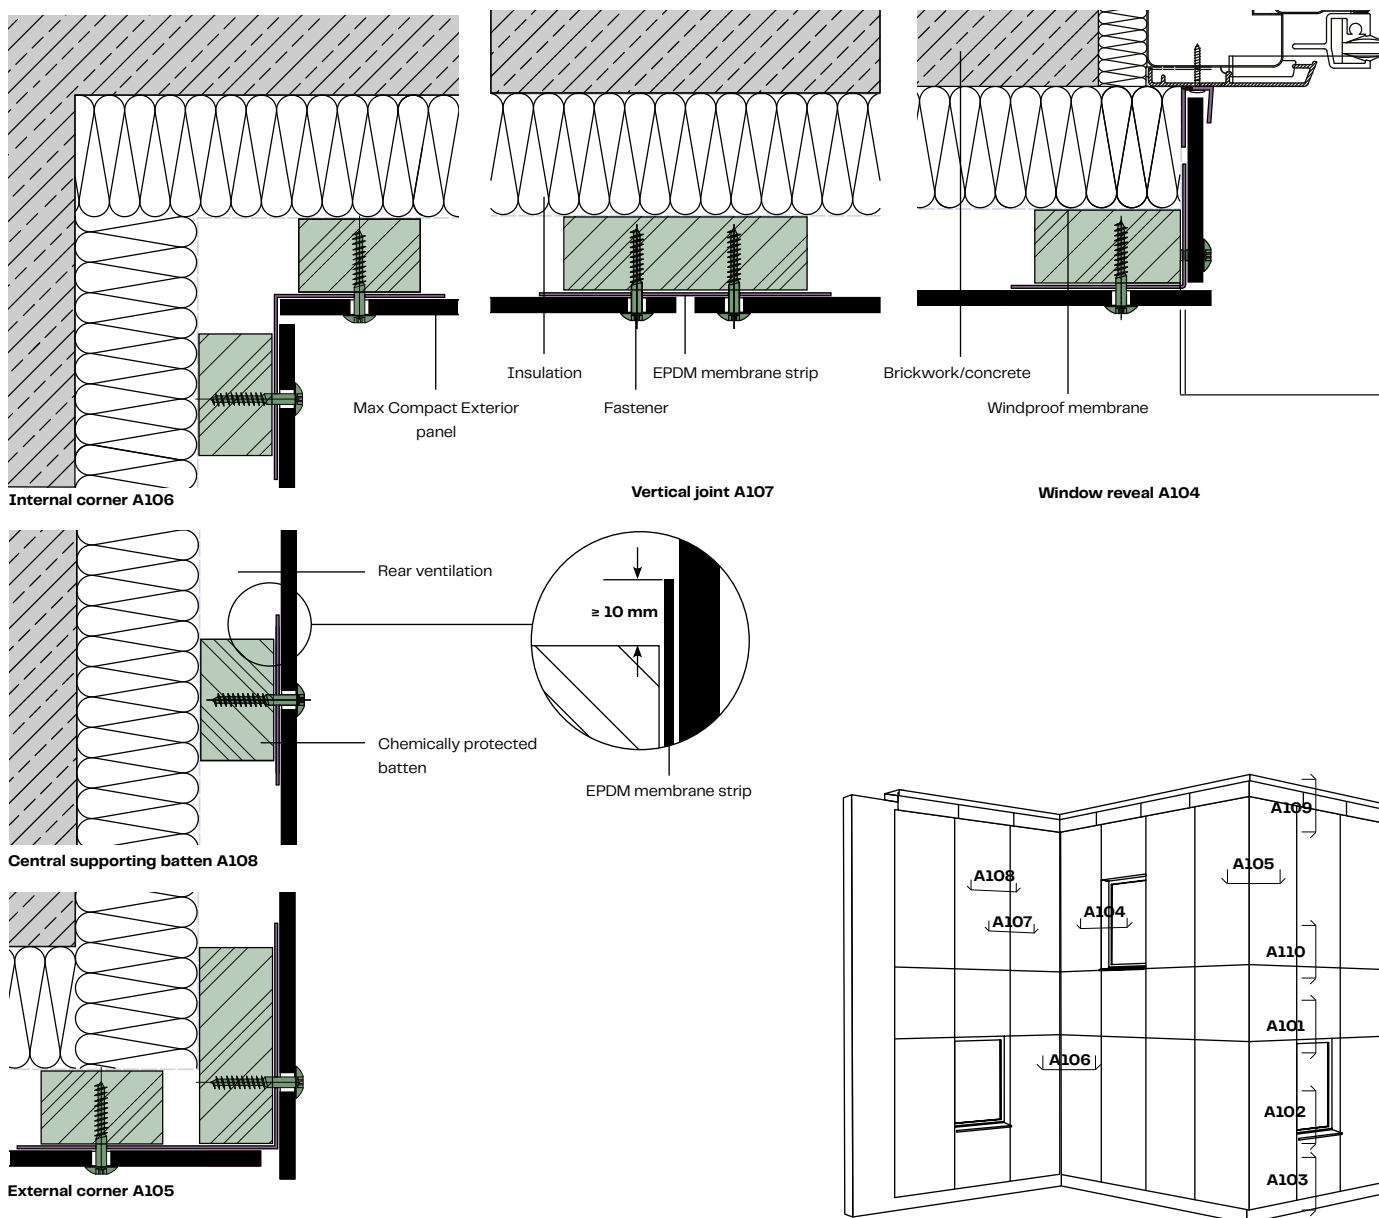 Insulation
EPDM membrane strip
Brickwork/concrete
Max Compact Exterior
panel
Fastener
Windproof membrane
Internal corner A106
Vertical joint A107
Window reveal A104
Rear ventilation
≥ 10 mm
Chemically protected
batten
EPDM membrane strip
Central supporting batten A108
External corner A105
A109
A105
A108
A104
A107
A110
A101
A106
A102
A103